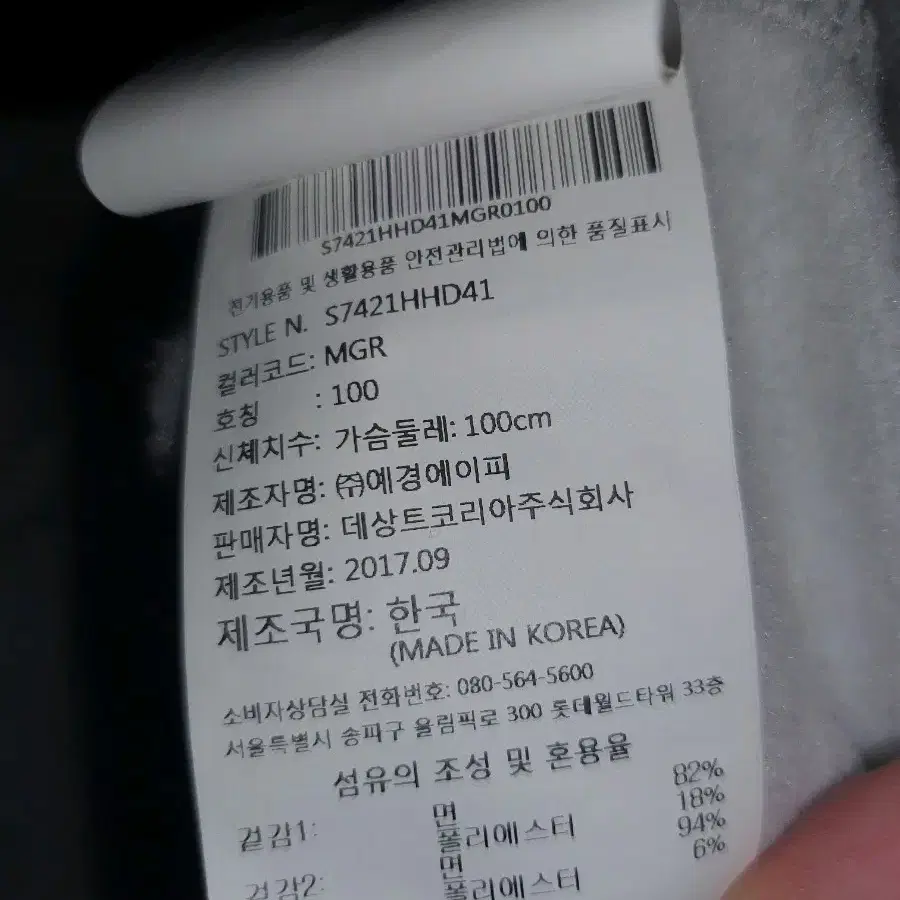 S7421HHD41MGR0100
전기용품 및 생활용품 안전관리법에 의한 품질표시
STYLE N. S7421HHD41
컬러코드: MGR
호칭 : 100
신체치수: 가슴둘레: 100cm
제조자명: ㈜예경에이피
판매자명: 데상트코리아주식회사
제조년월: 2017.09
제조국명: 한국
(MADE IN KOREA)
소비자상담실 전화번호: 080-564-5600
서울특별시 송파구 올림픽로 300 롯데월드타워 33층
섬유의 조성 및 혼용율
겉감1: 면 82%
폴리에스터 18%
겉감2: 면 94%
폴리에스터 6%